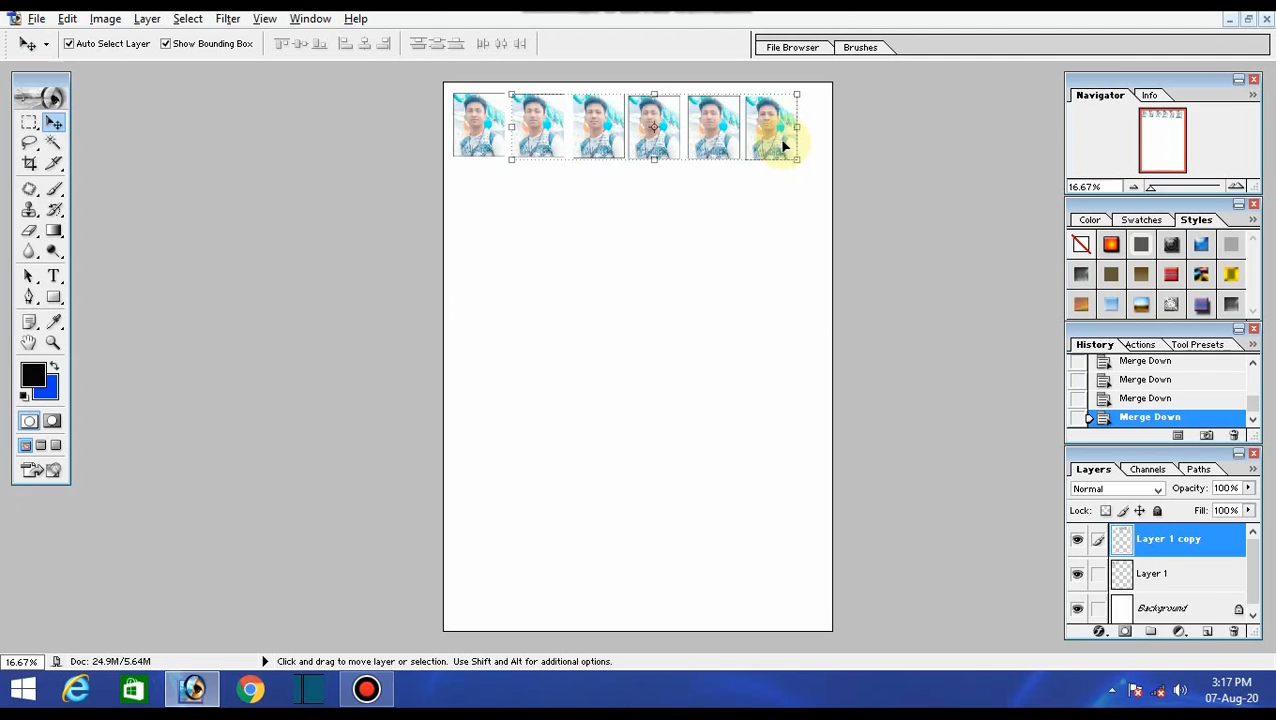 File Edit Image Layer Select Filter View Window Help
Auto Select Layer Show Bounding Box File Browser Brushes
Navigator Info
16.67%
Color Swatches Styles
History Actions Tool Presets
Merge Down
Merge Down
Merge Down
Merge Down
Layers Channels Paths
Normal Opacity: 100%
Lock: Fill: 100%
Layer 1 copy
Layer 1
Background
16.67% Doc: 24.9M/5.64M Click and drag to move layer or selection. Use Shift and Alt for additional options.
3:17 PM
07-Aug-20